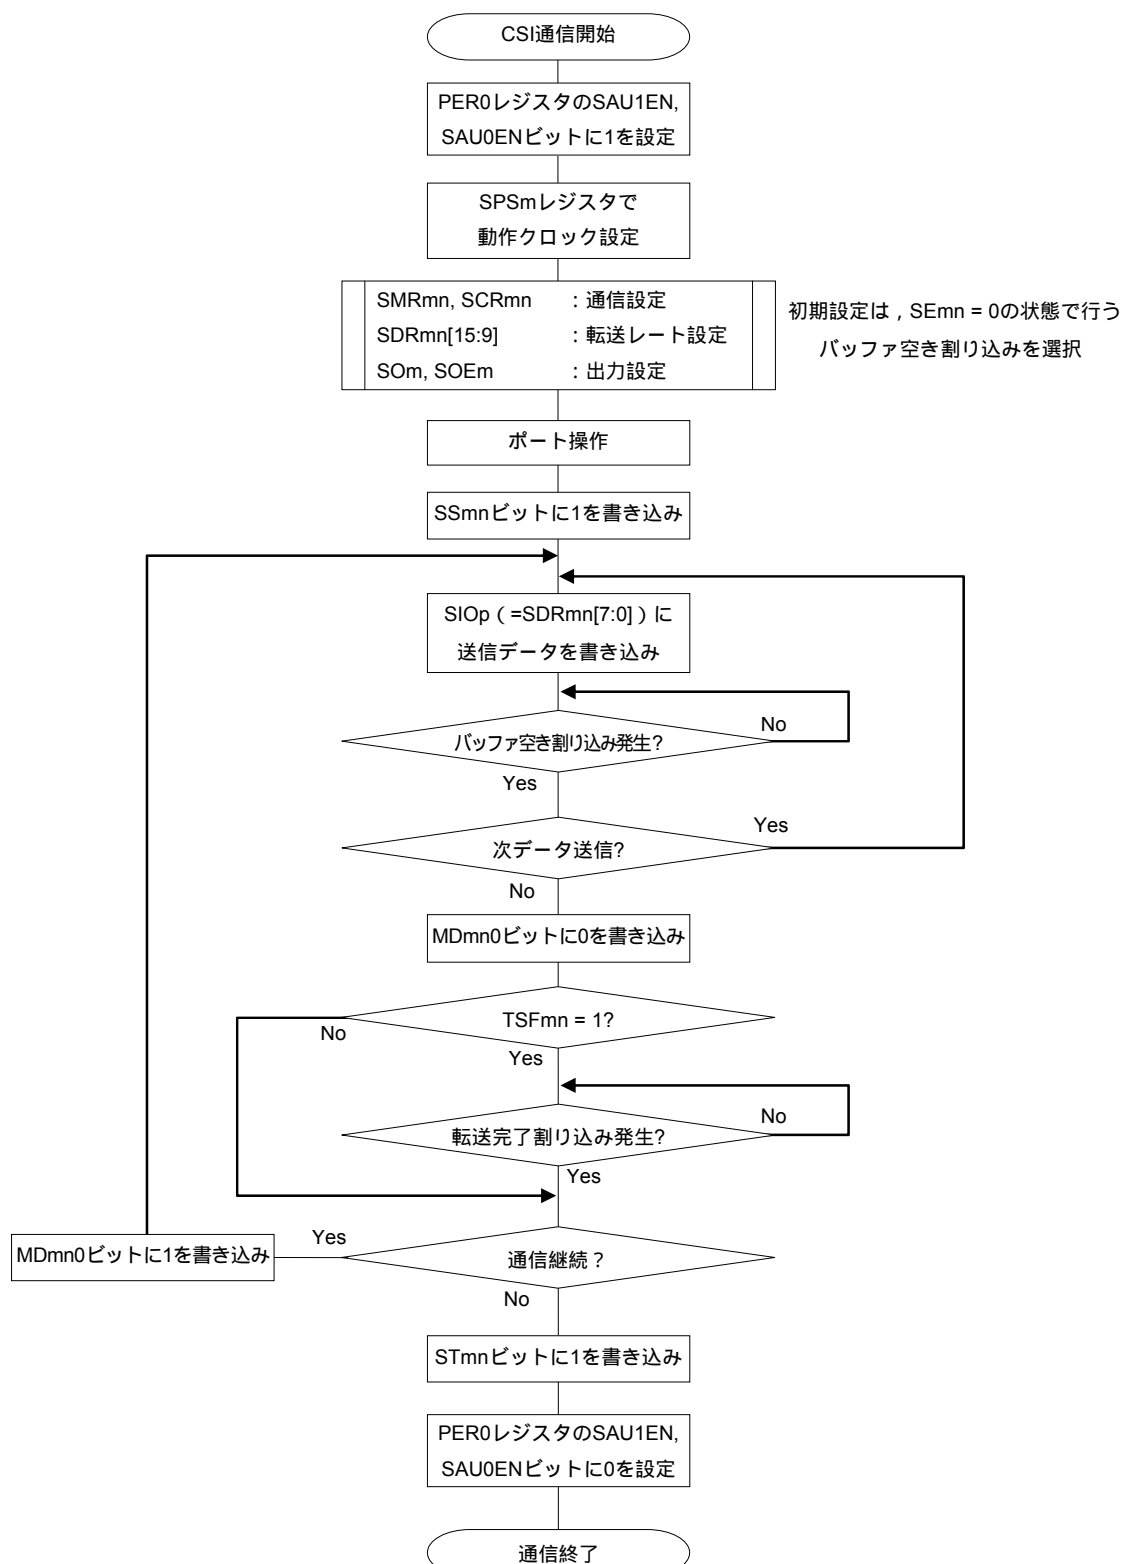 CSI通信開始
PER0レジスタのSAU1EN,
SAU0ENビットに1を設定
SPSmレジスタで
動作クロック設定
SMRmn, SCRmn ：通信設定
SDRmn[15:9] ：転送レート設定
SOm, SOEm ：出力設定
初期設定は，SEmn = 0の状態で行う
バッファ空き割り込みを選択
ポート操作
SSmnビットに1を書き込み
SIOp（=SDRmn[7:0]）に
送信データを書き込み
バッファ空き割り込み発生?
No
Yes
次データ送信?
Yes
No
MDmn0ビットに0を書き込み
TSFmn = 1?
No
Yes
転送完了割り込み発生?
No
Yes
通信継続？
Yes
MDmn0ビットに1を書き込み
No
STmnビットに1を書き込み
PER0レジスタのSAU1EN,
SAU0ENビットに0を設定
通信終了